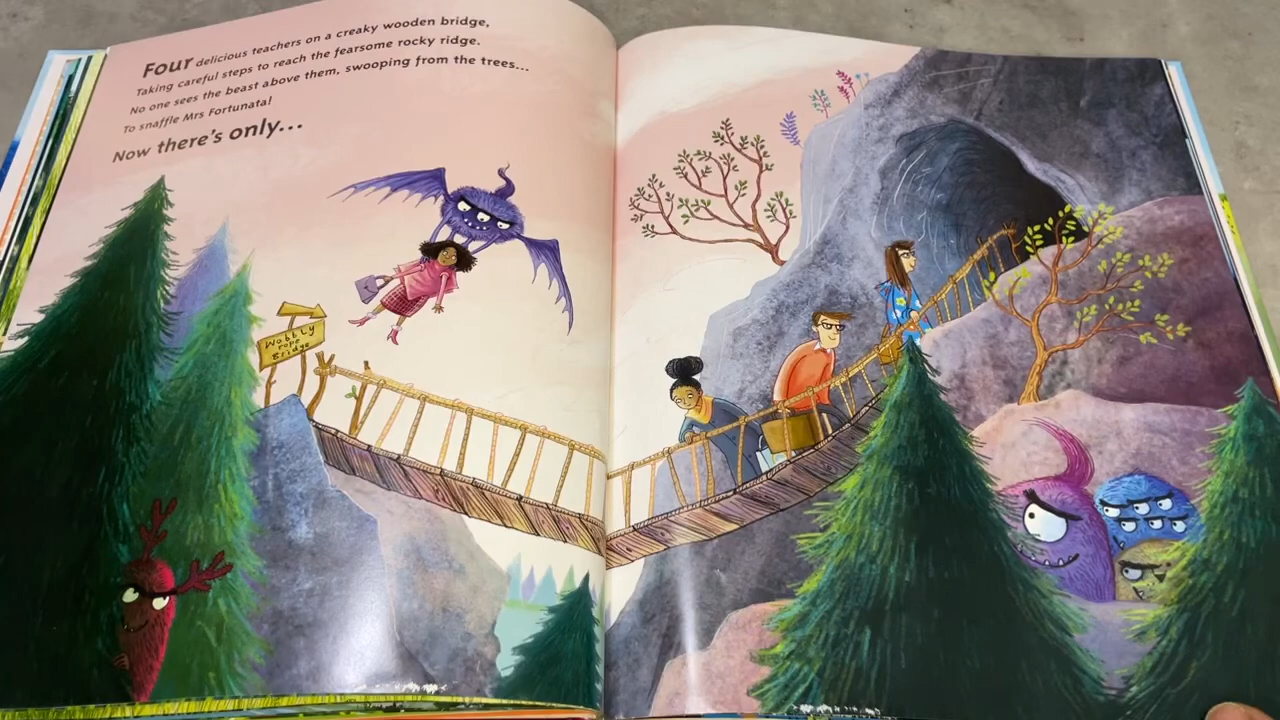 Four delicious teachers on a creaky wooden bridge,
Taking careful steps to reach the fearsome rocky ridge.
No one sees the beast above them, swooping from the trees...
To snaffle Mrs Fortunata!
Now there's only...
Wobbly
rope
Bridge